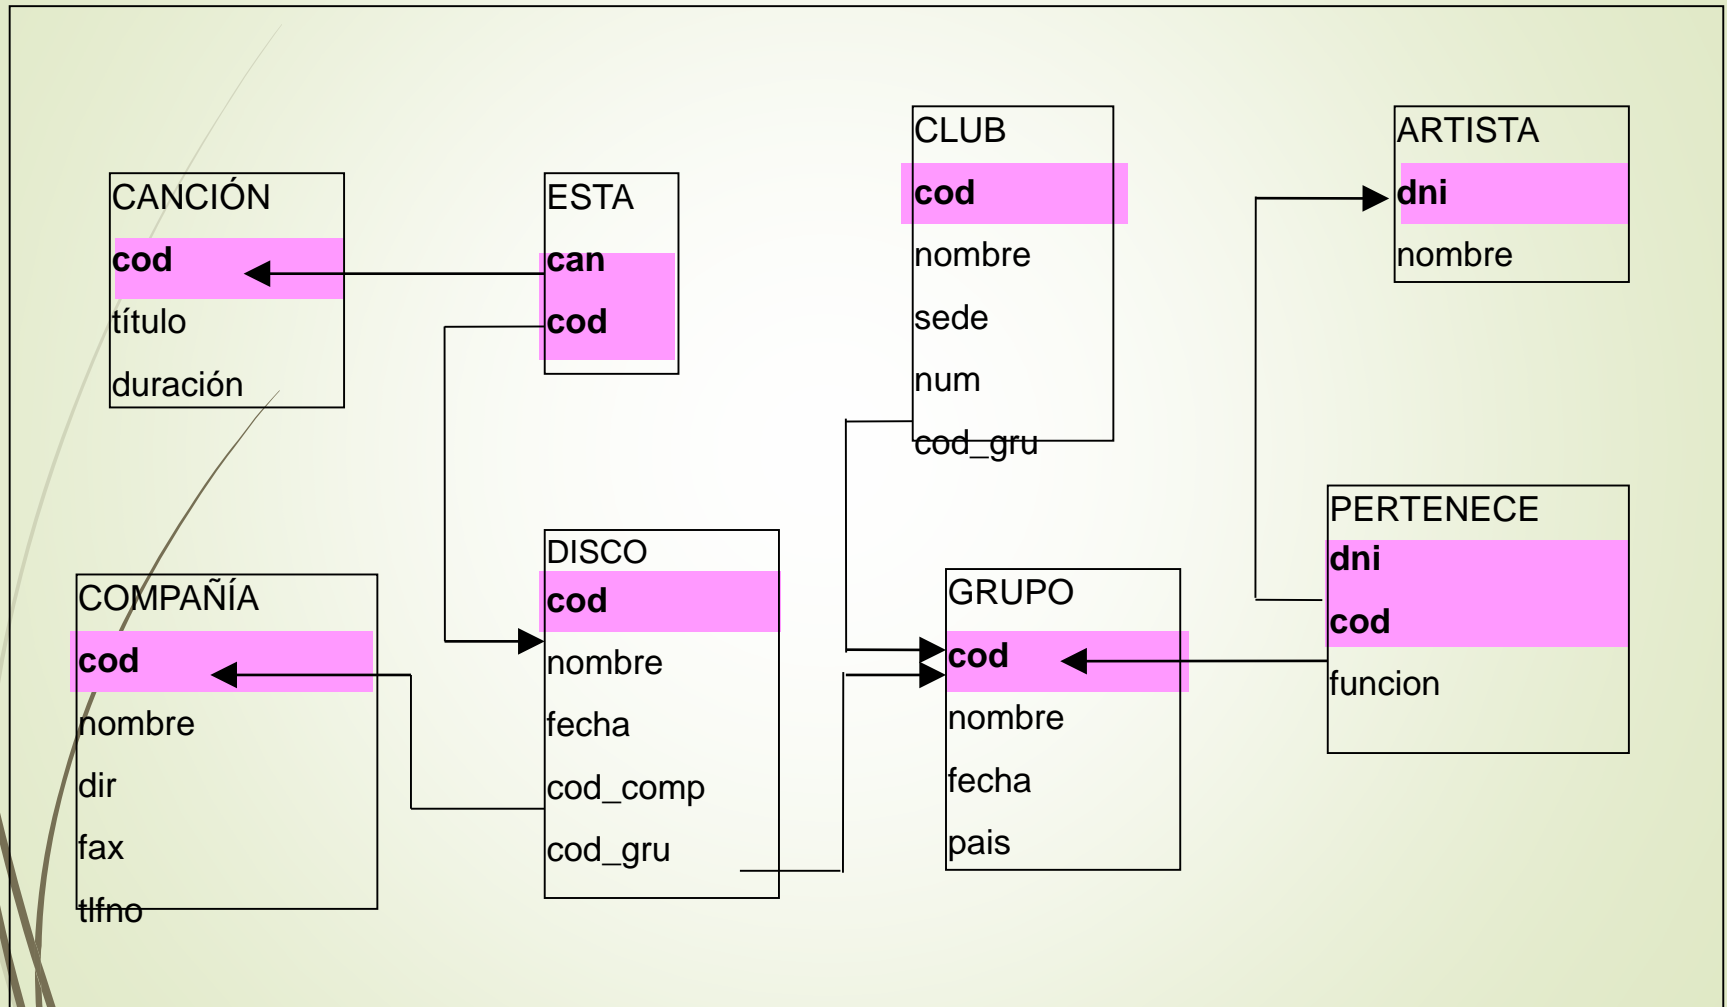 CANCIÓN
cod
título
duración
ESTA
can
cod
CLUB
cod
nombre
sede
num
cod_gru
ARTISTA
dni
nombre
COMPAÑÍA
cod
nombre
dir
fax
tlfno
DISCO
cod
nombre
fecha
cod_comp
cod_gru
GRUPO
cod
nombre
fecha
pais
PERTENECE
dni
cod
funcion